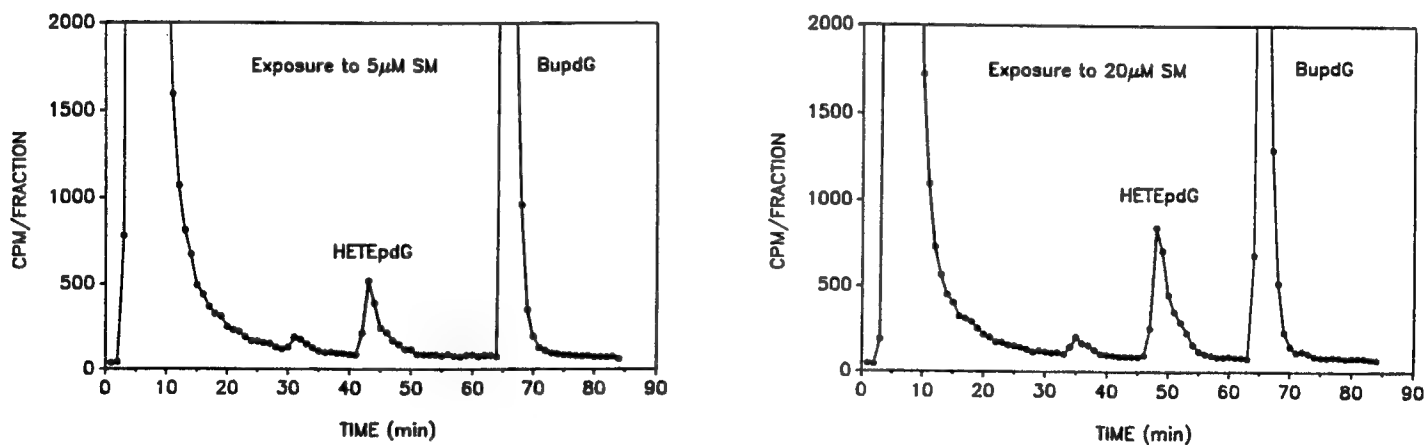 2000
1500
1000
500
0
CPM/FRACTION
Exposure to 5μM SM
BupdG
HETEpdG
0 10 20 30 40 50 60 70 80 90
TIME (min)
2000
1500
1000
500
0
CPM/FRACTION
Exposure to 20μM SM
BupdG
HETEpdG
0 10 20 30 40 50 60 70 80 90
TIME (min)